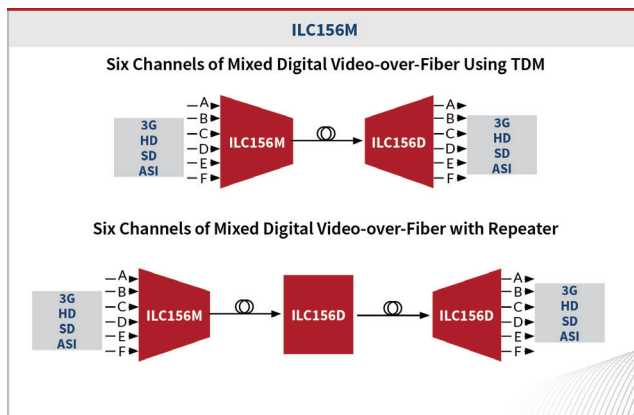 ILC156M
Six Channels of Mixed Digital Video-over-Fiber Using TDM
3G
HD
SD
ASI
A
B
C
D
E
F
ILC156M
ILC156D
A
B
C
D
E
F
3G
HD
SD
ASI
Six Channels of Mixed Digital Video-over-Fiber with Repeater
3G
HD
SD
ASI
A
B
C
D
E
F
ILC156M
ILC156D
ILC156D
A
B
C
D
E
F
3G
HD
SD
ASI